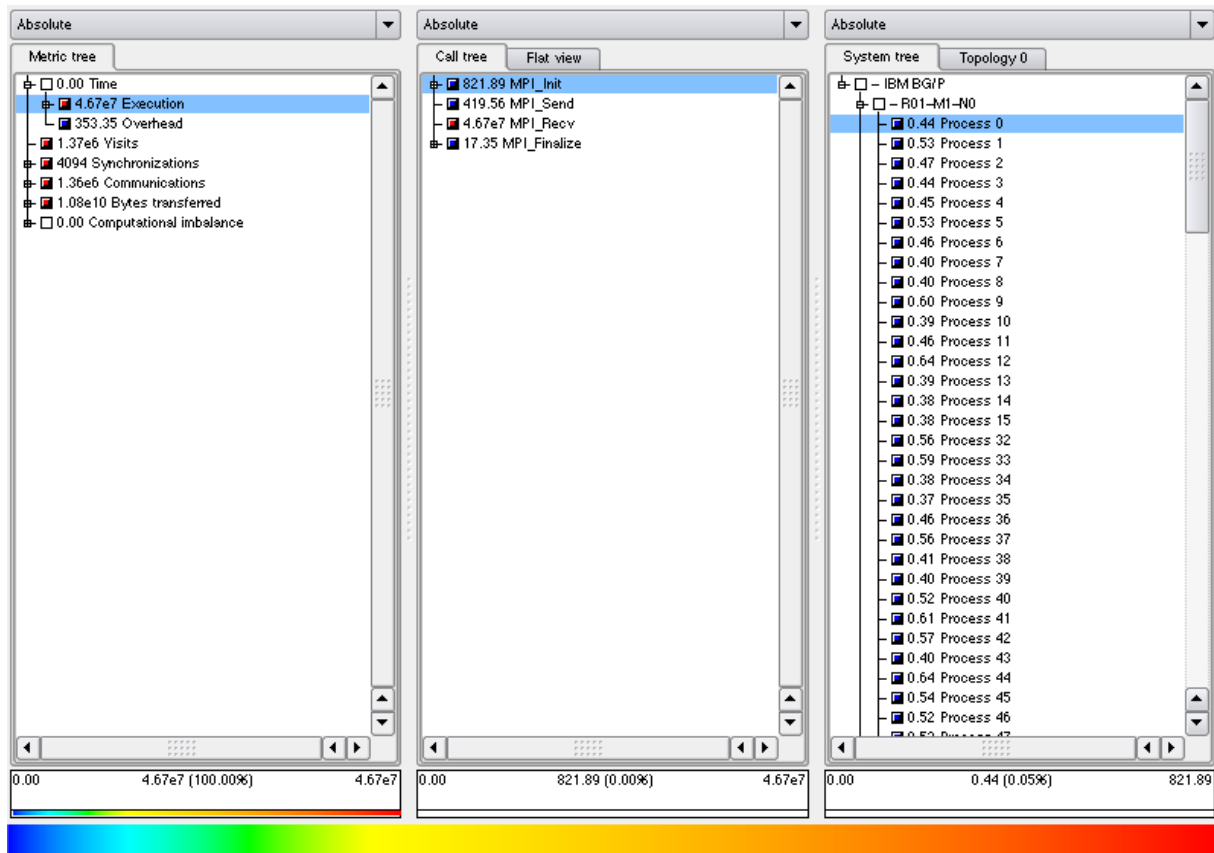 Absolute
Metric tree
0.00 Time
4.67e7 Execution
353.35 Overhead
1.37e6 Visits
4094 Synchronizations
1.36e6 Communications
1.08e10 Bytes transferred
0.00 Computational imbalance
0.00 4.67e7 (100.00%) 4.67e7
Absolute
Call tree Flat view
821.89 MPI_Init
419.56 MPI_Send
4.67e7 MPI_Recv
17.35 MPI_Finalize
0.00 821.89 (0.00%) 4.67e7
Absolute
System tree Topology 0
- IBM BG/P
- R01-M1-N0
0.44 Process 0
0.53 Process 1
0.47 Process 2
0.44 Process 3
0.45 Process 4
0.53 Process 5
0.46 Process 6
0.40 Process 7
0.40 Process 8
0.60 Process 9
0.39 Process 10
0.46 Process 11
0.64 Process 12
0.39 Process 13
0.38 Process 14
0.38 Process 15
0.56 Process 32
0.59 Process 33
0.38 Process 34
0.37 Process 35
0.46 Process 36
0.56 Process 37
0.41 Process 38
0.40 Process 39
0.52 Process 40
0.61 Process 41
0.57 Process 42
0.40 Process 43
0.64 Process 44
0.54 Process 45
0.52 Process 46
0.00 0.44 (0.05%) 821.89